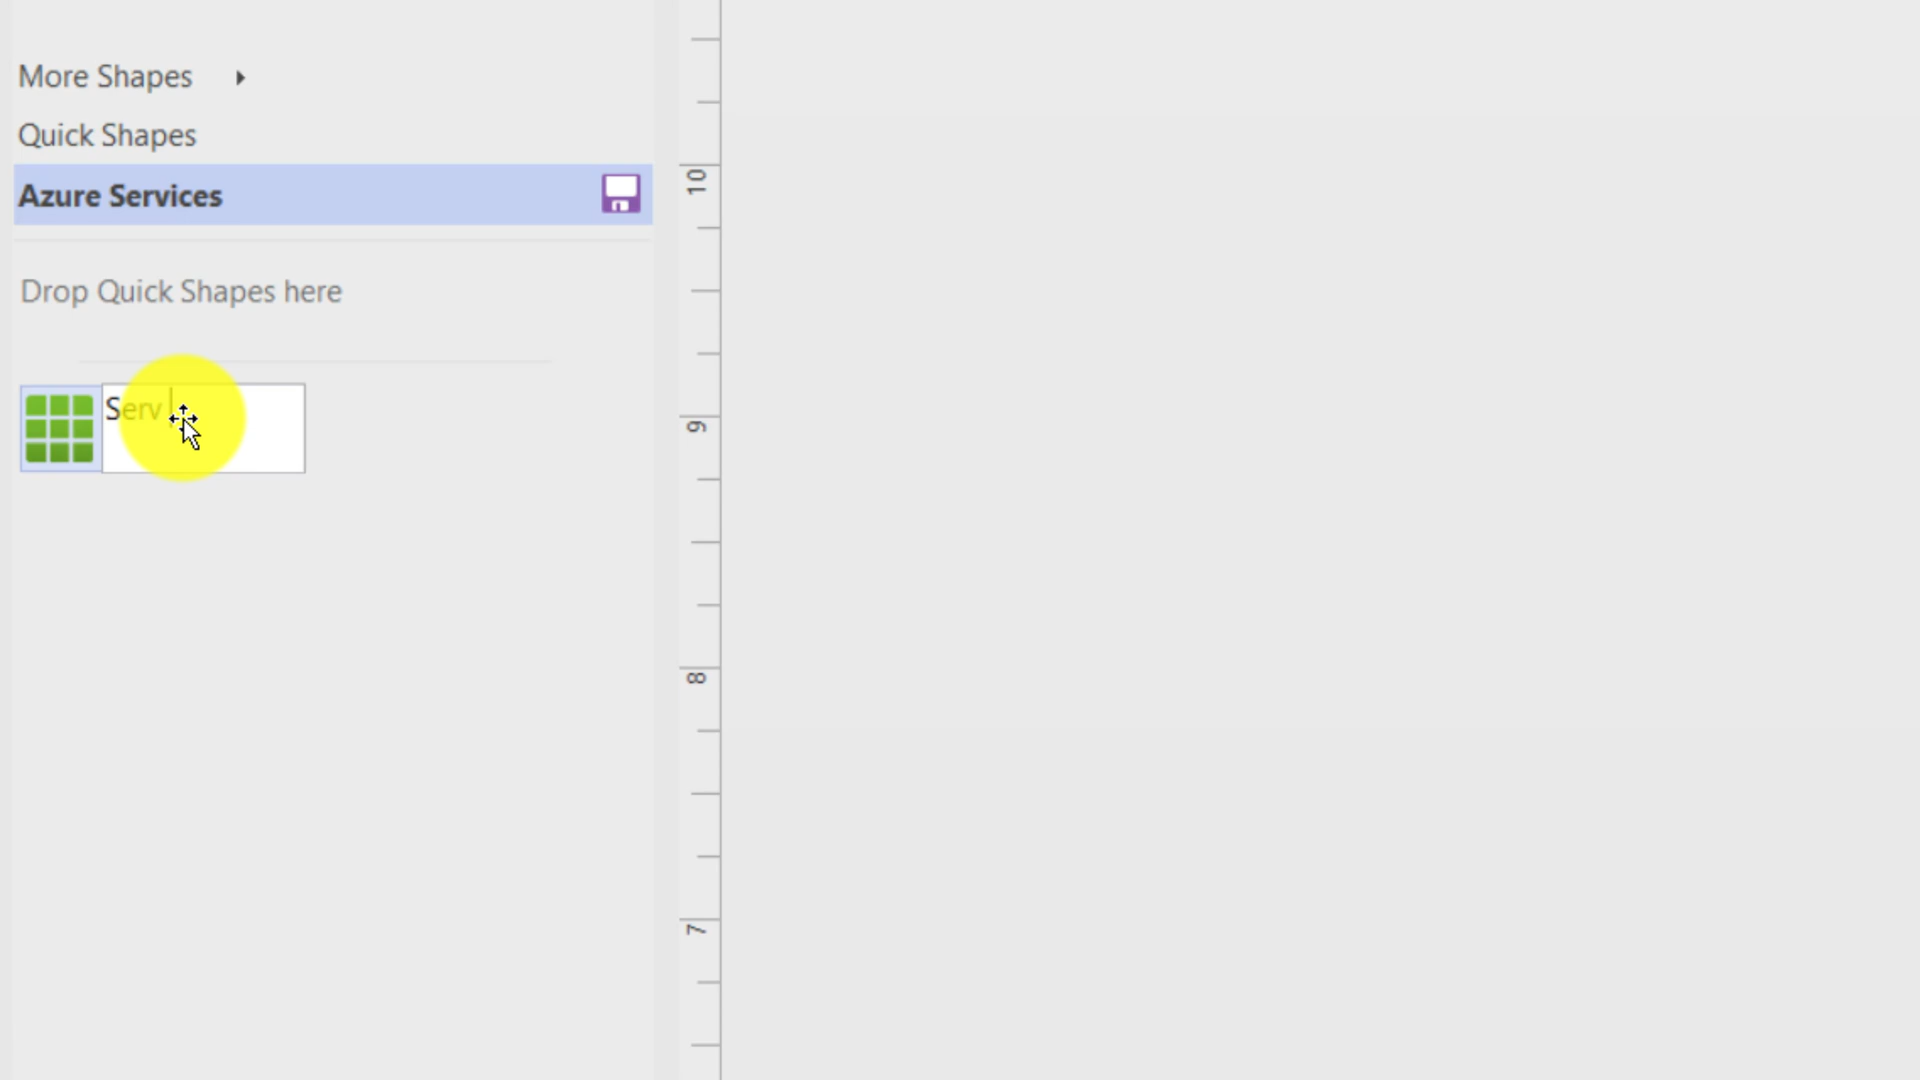 More Shapes
Quick Shapes
Azure Services
Drop Quick Shapes here
Serv
10
9
8
7